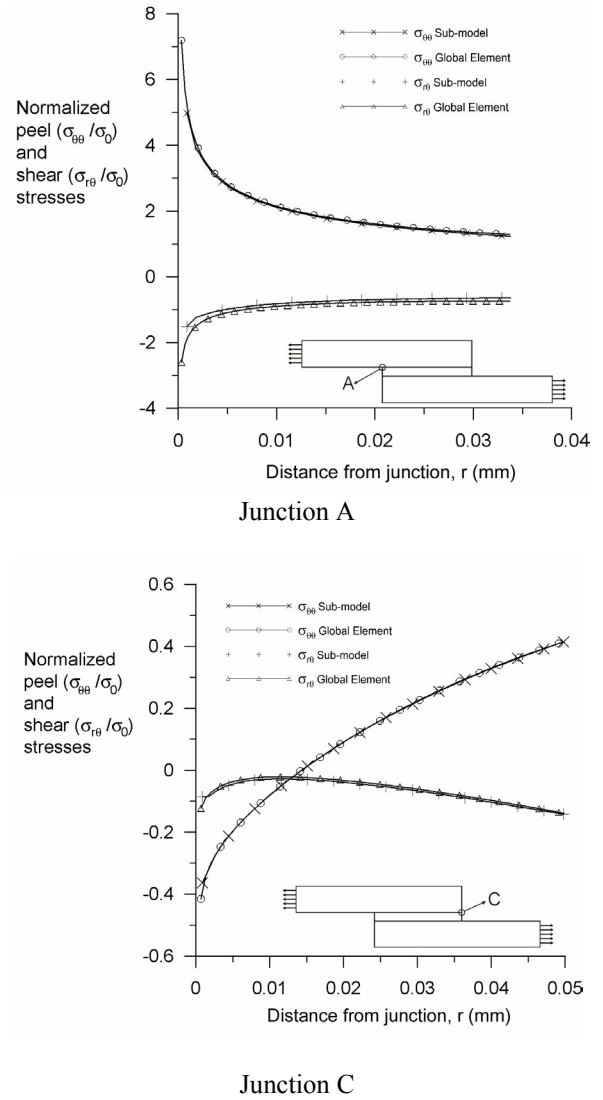 8
6
4
2
0
-2
-4
Normalized
peel (σθθ /σ0)
and
shear (σrθ /σ0)
stresses
σθθ Sub-model
σθθ Global Element
σrθ Sub-model
σrθ Global Element
A
0 0.01 0.02 0.03 0.04
Distance from junction, r (mm)
Junction A
0.6
0.4
0.2
0
-0.2
-0.4
-0.6
Normalized
peel (σθθ /σ0)
and
shear (σrθ /σ0)
stresses
σθθ Sub-model
σθθ Global Element
σrθ Sub-model
σrθ Global Element
C
0 0.01 0.02 0.03 0.04 0.05
Distance from junction, r (mm)
Junction C